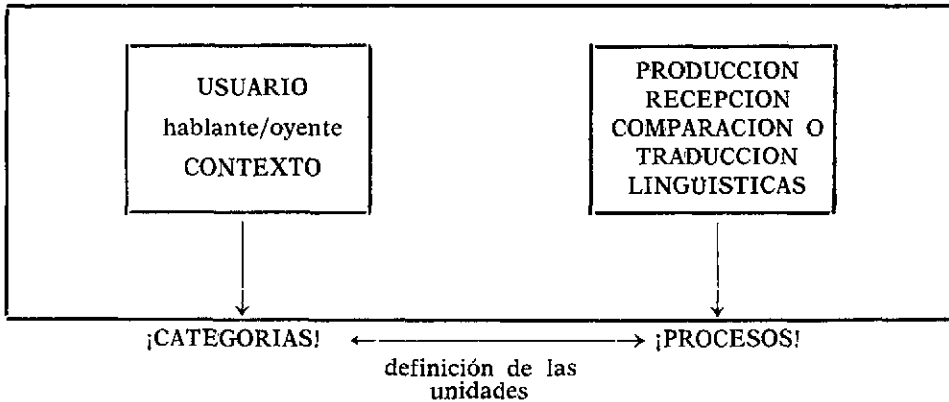 USUARIO
hablante/oyente
CONTEXTO
PRODUCCION
RECEPCION
COMPARACION O
TRADUCCION
LINGUISTICAS
¡CATEGORIAS!
¡PROCESOS!
definición de las
unidades